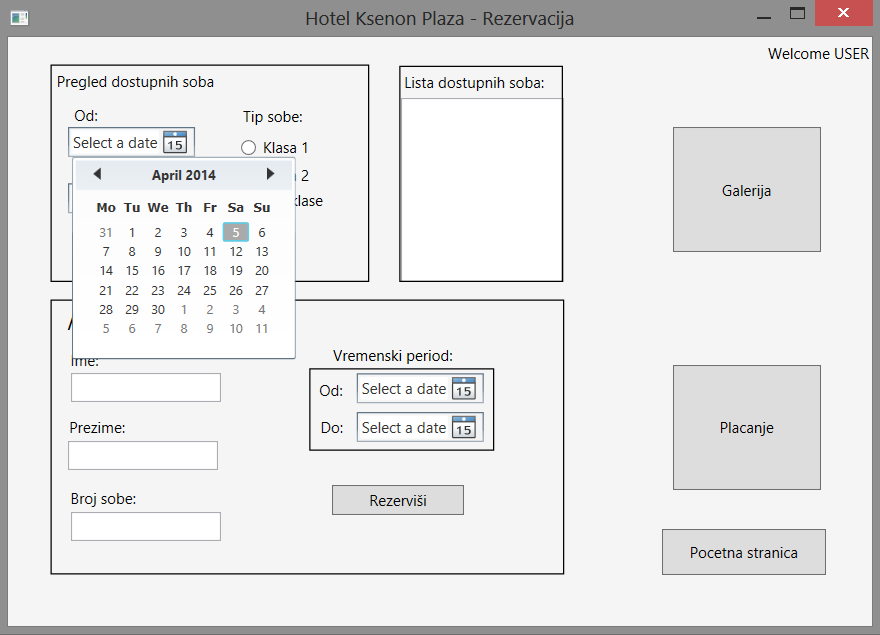 Hotel Ksenon Plaza - Rezervacija
Welcome USER
Pregled dostupnih soba
Od:
Select a date 15
Tip sobe:
Klasa 1
2
klase
April 2014
Mo Tu We Th Fr Sa Su
31 1 2 3 4 5 6
7 8 9 10 11 12 13
14 15 16 17 18 19 20
21 22 23 24 25 26 27
28 29 30 1 2 3 4
5 6 7 8 9 10 11
Lista dostupnih soba:
Galerija
Ime:
Prezime:
Broj sobe:
Vremenski period:
Od: Select a date 15
Do: Select a date 15
Rezerviši
Placanje
Pocetna stranica